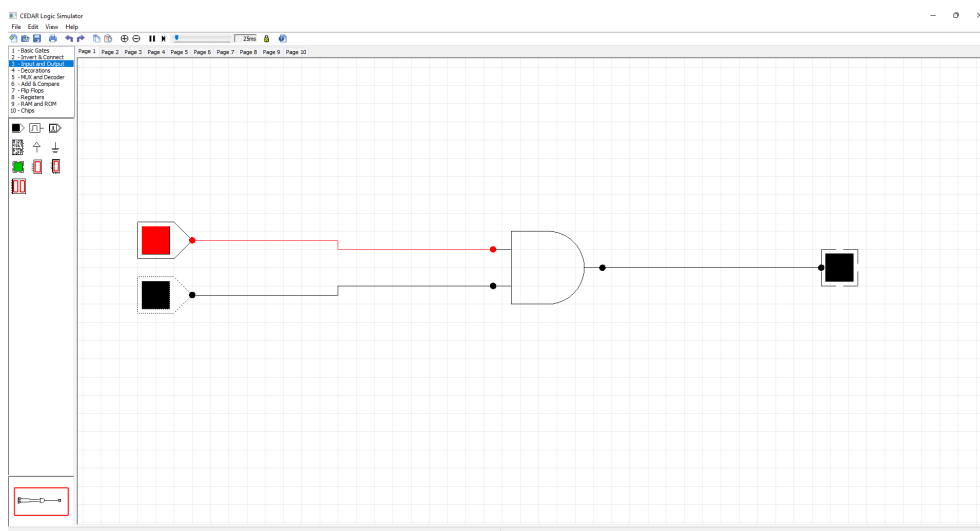 CEDAR Logic Simulator
File Edit View Help
25ms
1 - Basic Gates
2 - Invert & Connect
3 - Input and Output
4 - Decorations
5 - MUX and Decoder
6 - Add & Compare
7 - Flip Flops
8 - Registers
9 - RAM and ROM
10 - Chips
Page 1 Page 2 Page 3 Page 4 Page 5 Page 6 Page 7 Page 8 Page 9 Page 10